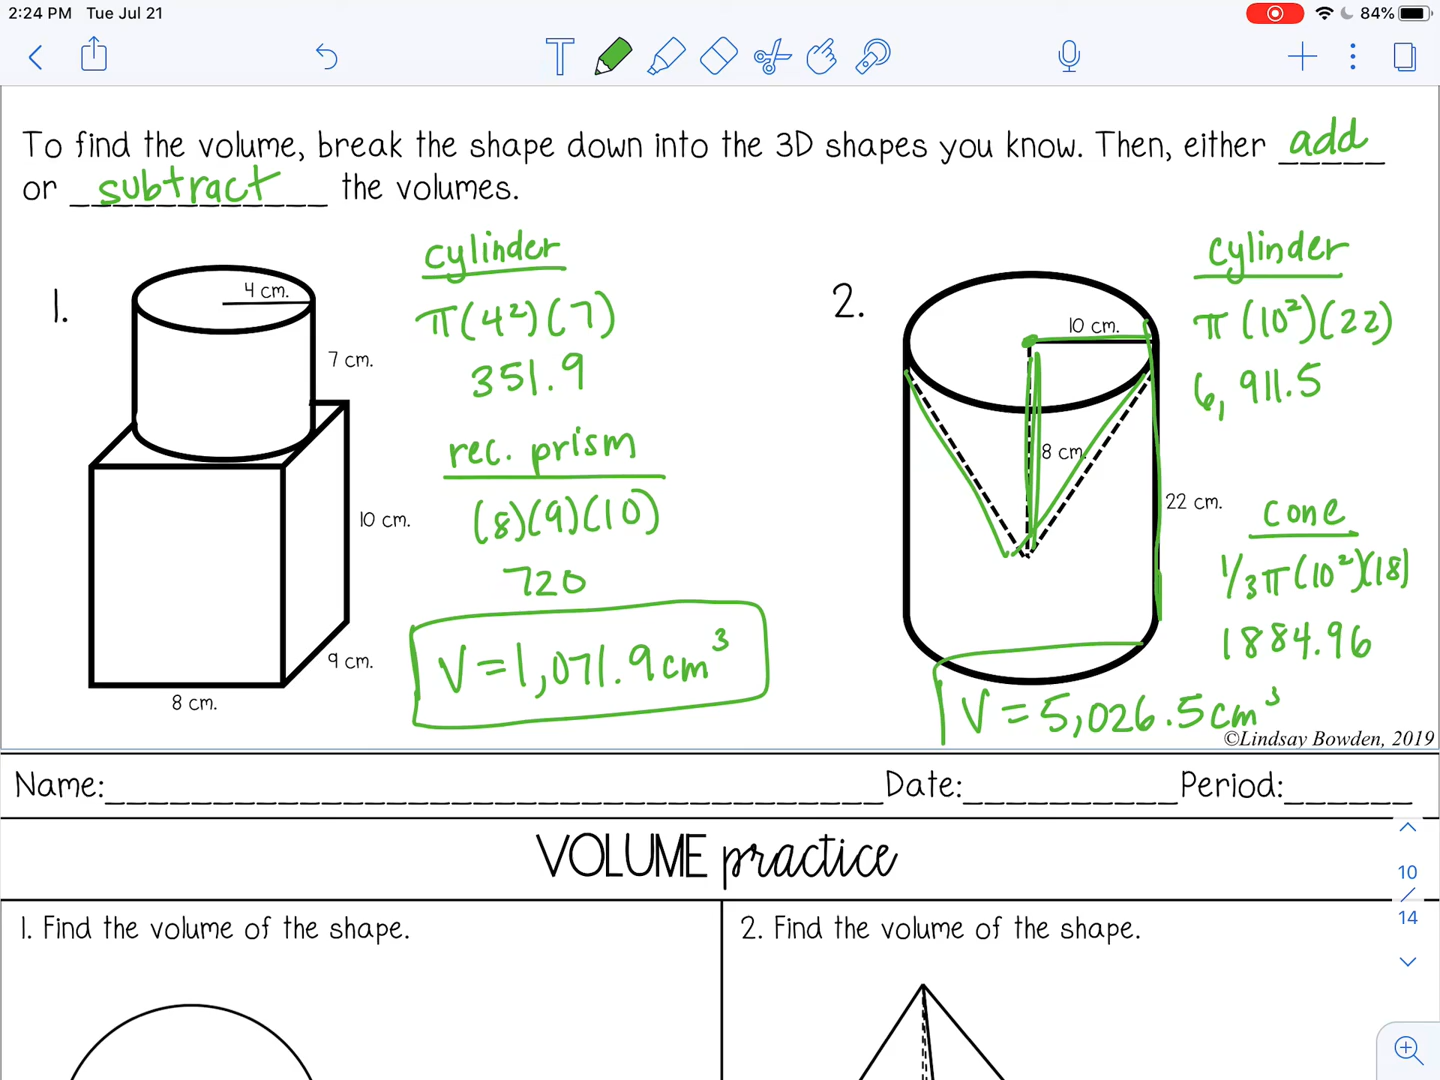 2:24 PM Tue Jul 21
84%
To find the volume, break the shape down into the 3D shapes you know. Then, either add
or subtract the volumes.
1.
4 cm.
7 cm.
10 cm.
9 cm.
8 cm.
cylinder
π(4²)(7)
351.9
rec. prism
(8)(9)(10)
720
V=1,071.9cm³
2.
10 cm.
8 cm.
22 cm.
cylinder
π(10²)(22)
6,911.5
cone
1/3π(10²)(18)
1884.96
V=5,026.5cm³
©Lindsay Bowden, 2019
Name: Date: Period:
VOLUME practice
1. Find the volume of the shape.
2. Find the volume of the shape.
10
/
14